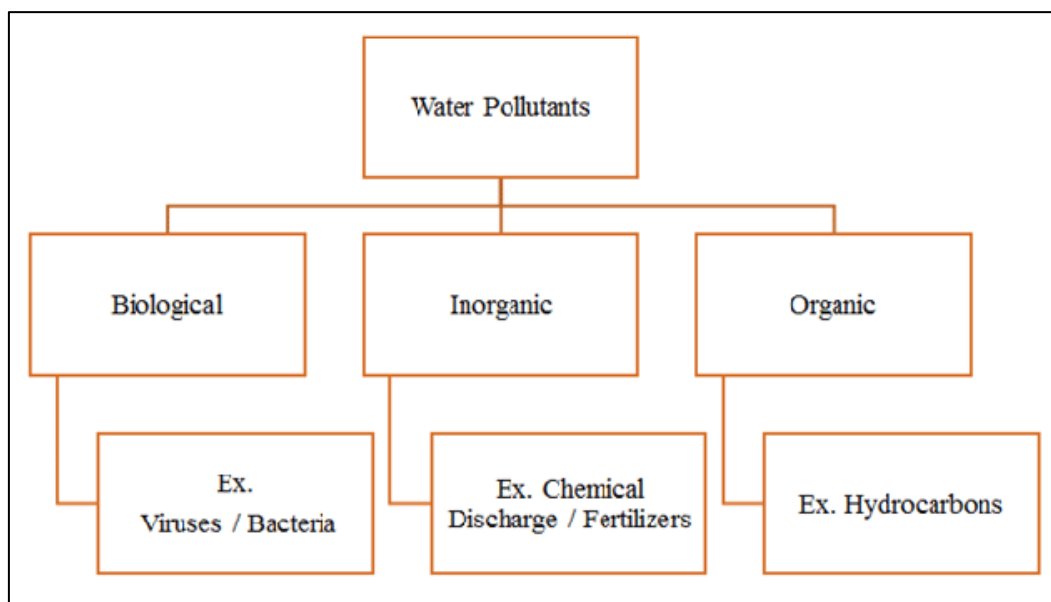 Water Pollutants
Biological
Inorganic
Organic
Ex.
Viruses / Bacteria
Ex. Chemical
Discharge / Fertilizers
Ex. Hydrocarbons